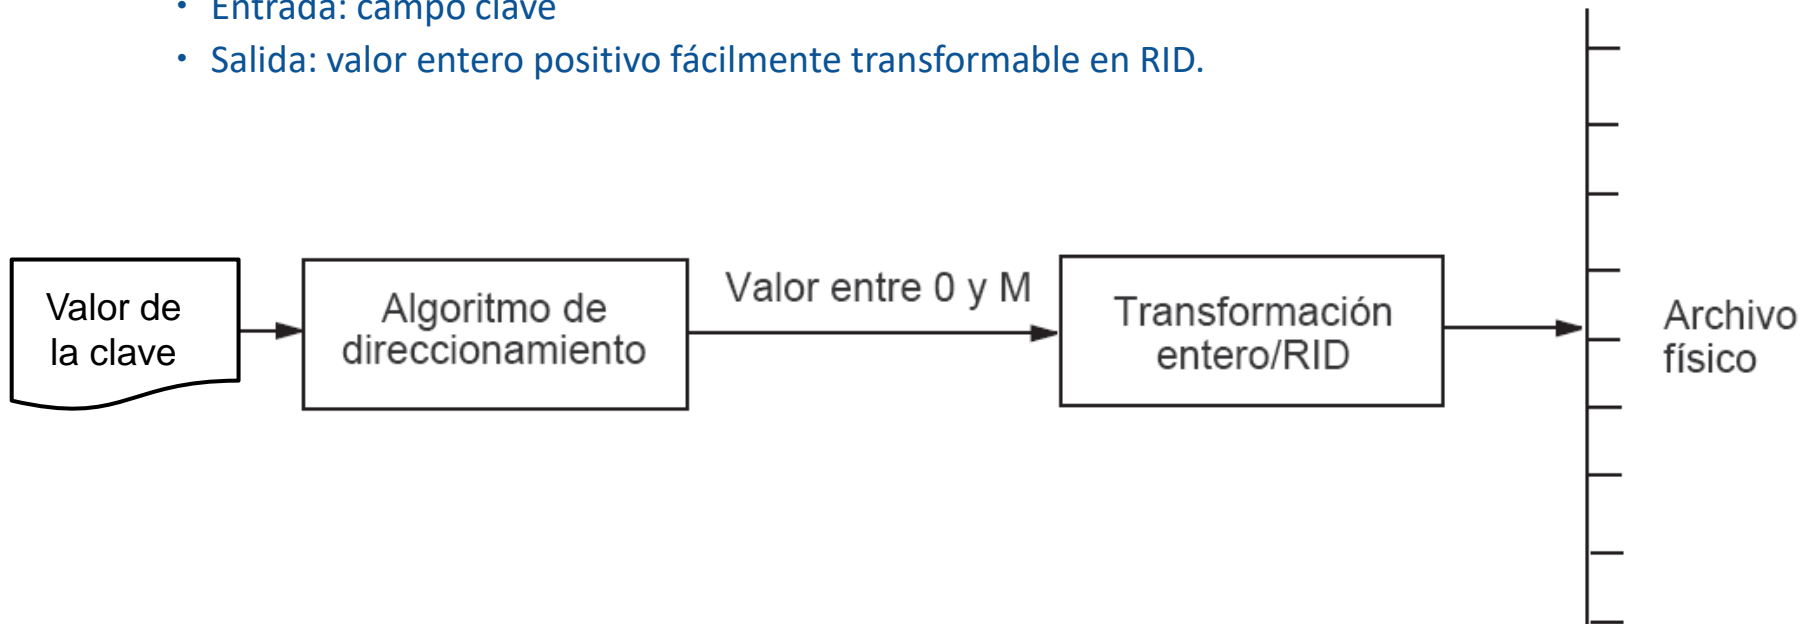 • Entrada: campo clave
• Salida: valor entero positivo fácilmente transformable en RID.
Valor de
la clave
Algoritmo de
direccionamiento
Valor entre 0 y M
Transformación
entero/RID
Archivo
físico